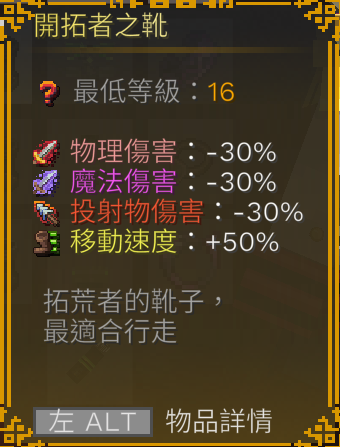 開拓者之靴
最低等級：16
物理傷害：-30%
魔法傷害：-30%
投射物傷害：-30%
移動速度：+50%
拓荒者的靴子，
最適合行走
左 ALT 物品詳情